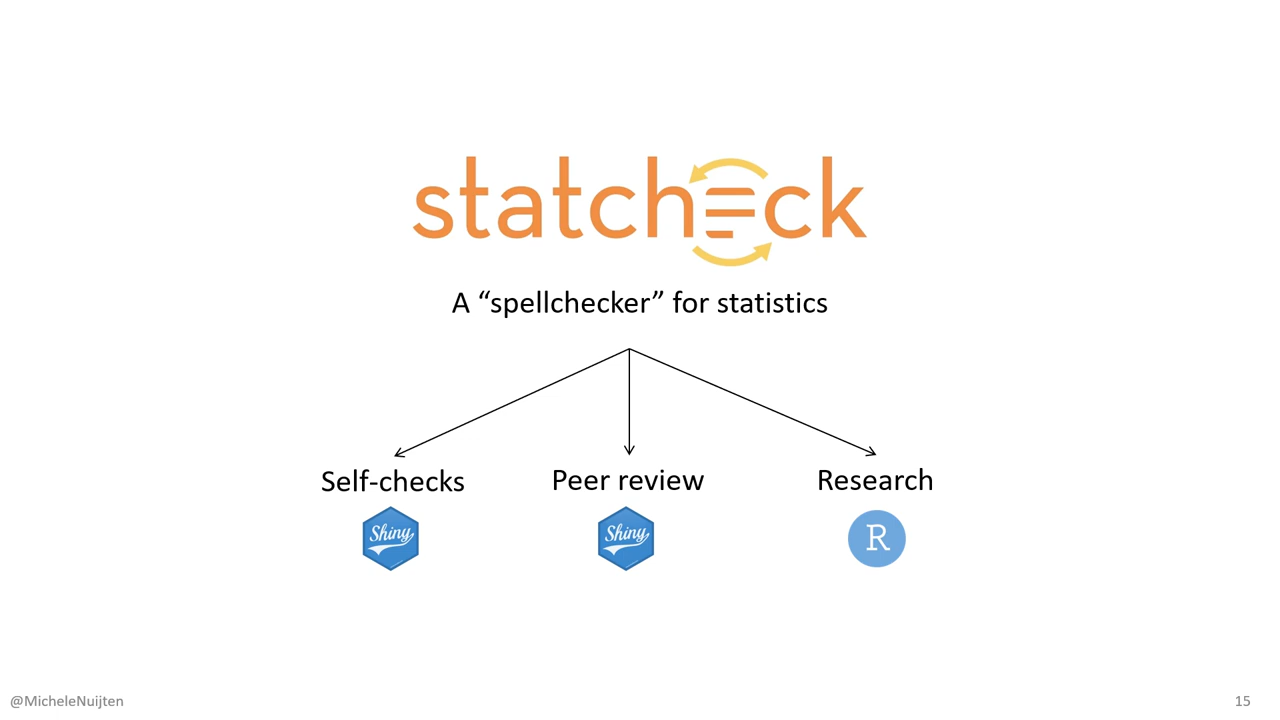 statcheck
A “spellchecker” for statistics
Self-checks
Peer review
Research
Shiny
Shiny
R
@MicheleNuijten
15